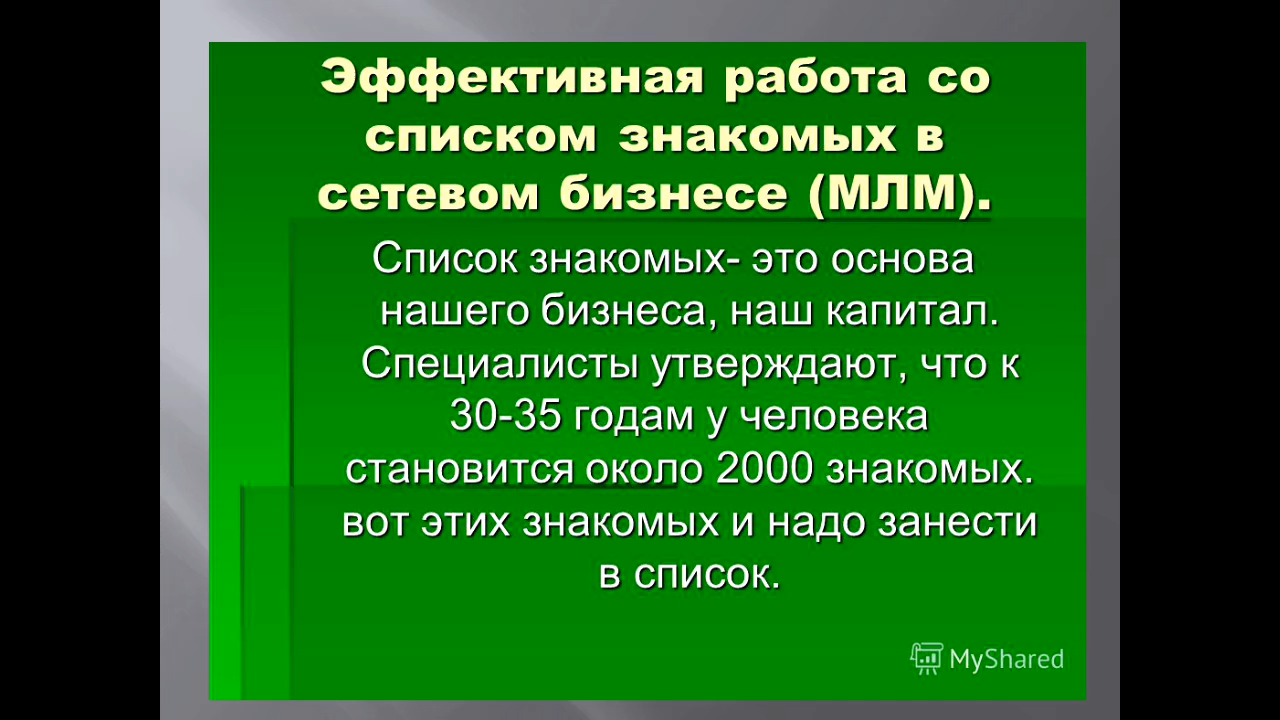 Эффективная работа со
списком знакомых в
сетевом бизнесе (МЛМ).
Список знакомых- это основа
нашего бизнеса, наш капитал.
Специалисты утверждают, что к
30-35 годам у человека
становится около 2000 знакомых.
вот этих знакомых и надо занести
в список.
MyShared